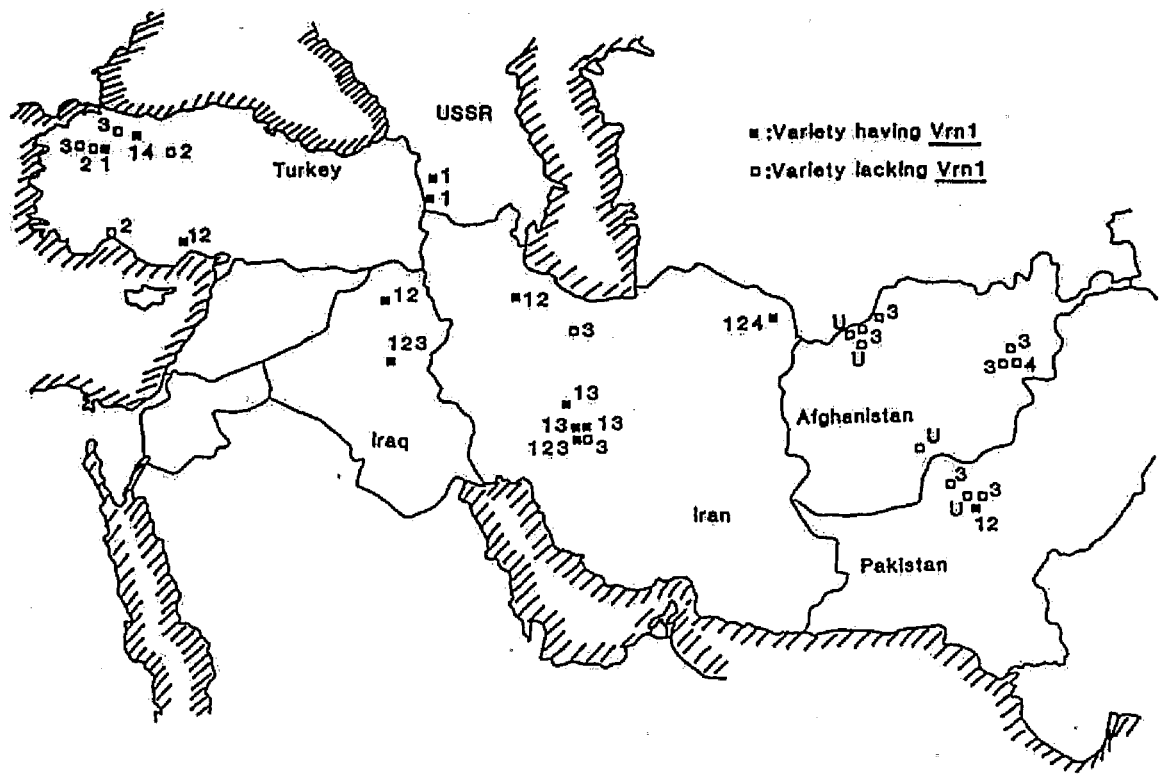 USSR
■:Variety having Vrn1
□:Variety lacking Vrn1
3
14
3
2 1
2
Turkey
1
1
2
12
12
12
3
124
U
3
3
U
3
3
4
123
13
13
13
123
3
Iraq
Afghanistan
U
3
3
U
12
Iran
Pakistan